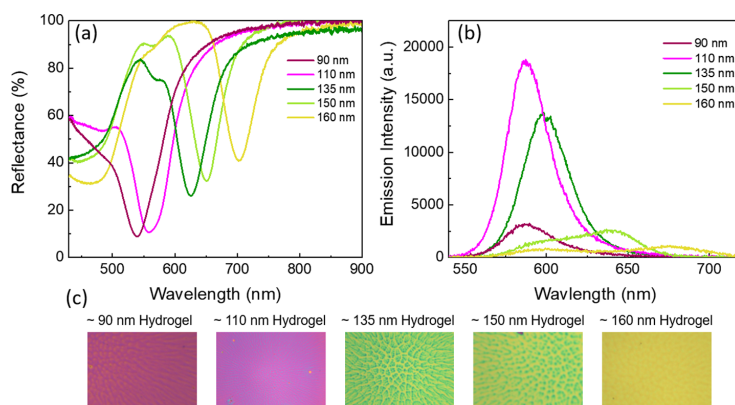 (a)
Reflectance (%)
100
80
60
40
20
0
90 nm
110 nm
135 nm
150 nm
160 nm
500 600 700 800 900
Wavelength (nm)
(b)
Emission Intensity (a.u.)
20000
15000
10000
5000
0
90 nm
110 nm
135 nm
150 nm
160 nm
550 600 650 700
Wavelength (nm)
(c)
~ 90 nm Hydrogel ~ 110 nm Hydrogel ~ 135 nm Hydrogel ~ 150 nm Hydrogel ~ 160 nm Hydrogel